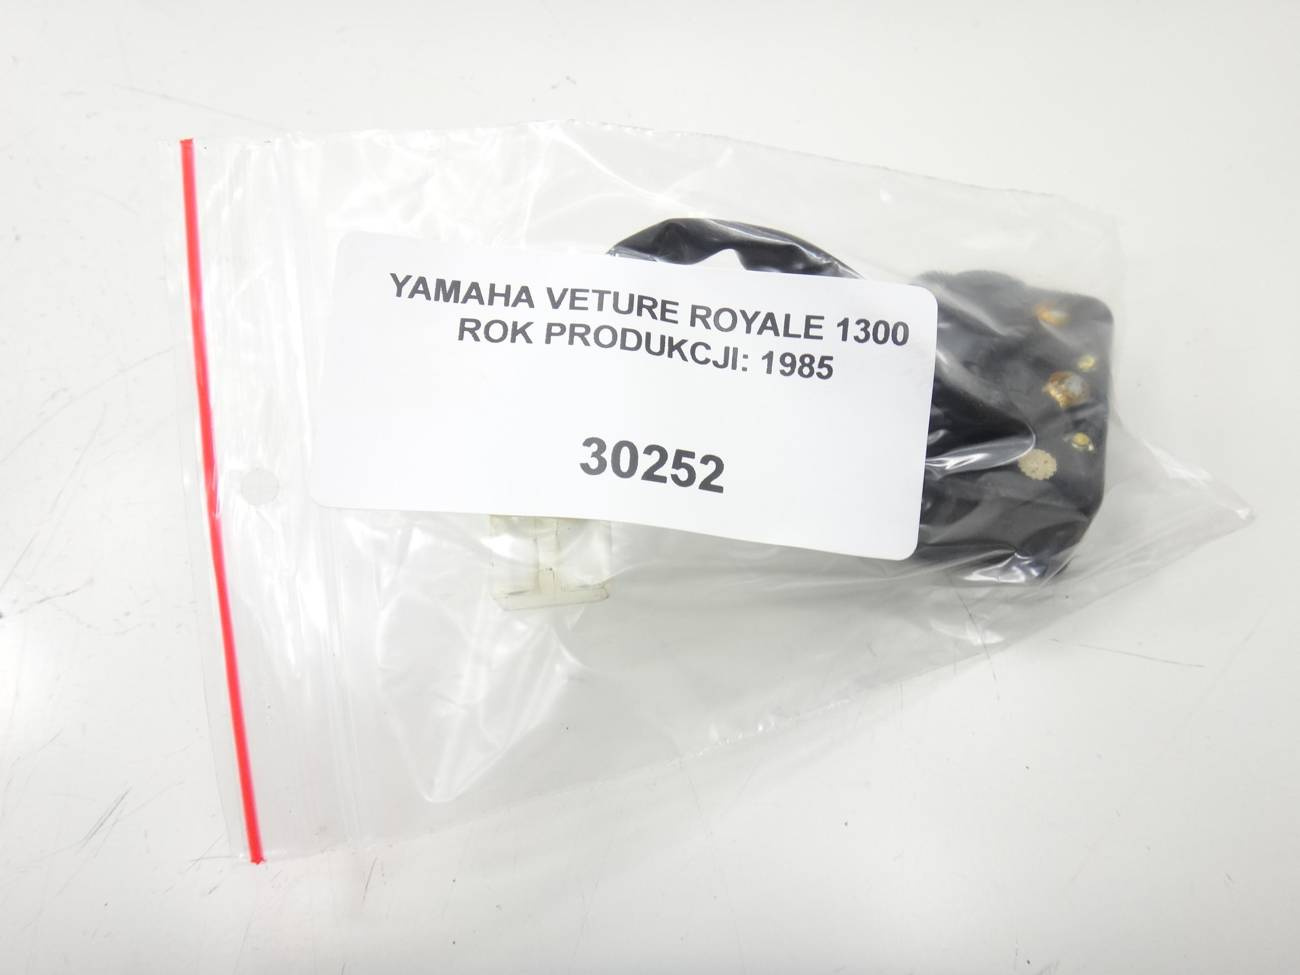 YAMAHA VETURE ROYALE 1300
ROK PRODUKCJI: 1985
30252